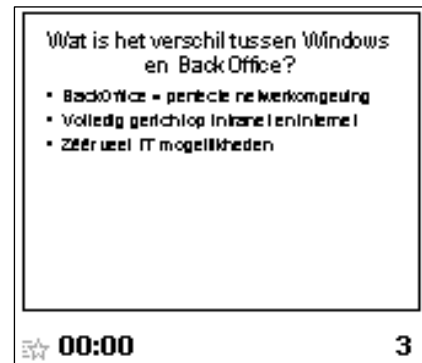 Wat is het verschil tussen Windows
en BackOffice?
• BackOffice = perfecte netwerkomgeving
• Volledig gericht op Intranet en Internet
• Zéér veel IT mogelijkheden
00:00 3